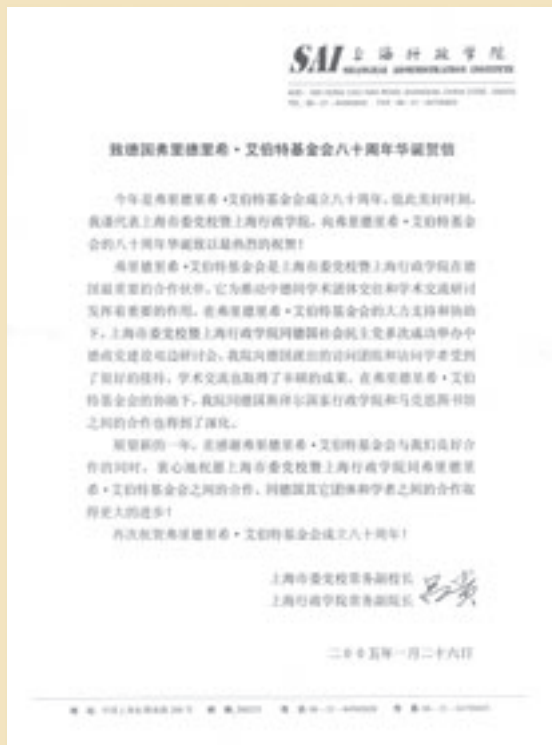 SAI 上海行政学院
SHANGHAI ADMINISTRATION INSTITUTE
致德国弗里德里希·艾伯特基金会八十周年华诞贺信
今年是弗里德里希·艾伯特基金会成立八十周年，值此美好时刻，
我谨代表上海市委党校暨上海行政学院，向弗里德里希·艾伯特基金
会的八十周年华诞致以最热烈的祝贺！
弗里德里希·艾伯特基金会是上海市委党校暨上海行政学院在德
国最重要的合作伙伴，它为推动中德间学术团体交往和学术交流研讨
发挥着重要的作用。在弗里德里希·艾伯特基金会的大力支持和协助
下，上海市委党校暨上海行政学院同德国社会民主党多次成功举办中
德政党建设双边研讨会，我院向德国派出的访问团组和访问学者受到
了很好的接待，学术交流也取得了丰硕的成果。在弗里德里希·艾伯
特基金会的协助下，我院同德国斯拜尔国家行政学院和马克思图书馆
之间的合作也得到了深化。
展望新的一年，在感谢弗里德里希·艾伯特基金会与我们良好合
作的同时，衷心地祝愿上海市委党校暨上海行政学院同弗里德里
希·艾伯特基金会之间的合作、同德国其它团体和学者之间的合作取
得更大的进步！
再次祝贺弗里德里希·艾伯特基金会成立八十周年！
上海市委党校常务副校长
上海行政学院常务副院长
二００五年一月二十六日